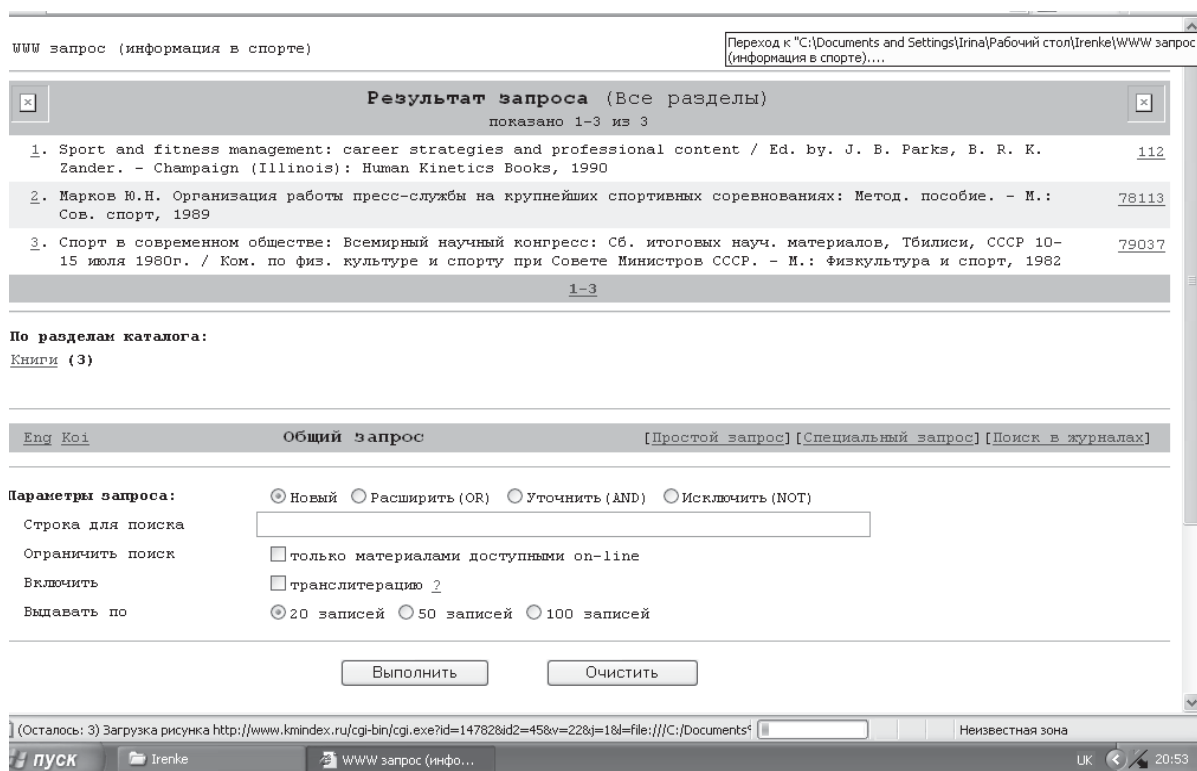 WWW запрос (информация в спорте)
Переход к "C:\Documents and Settings\Irina\Рабочий стол\Irenke\WWW запрос
(информация в спорте)....
Результат запроса (Все разделы)
показано 1-3 из 3
1. Sport and fitness management: career strategies and professional content / Ed. by. J. B. Parks, B. R. K. 112
Zander. - Champaign (Illinois): Human Kinetics Books, 1990
2. Марков Ю.Н. Организация работы пресс-службы на крупнейших спортивных соревнованиях: Метод. пособие. - М.: 78113
Сов. спорт, 1989
3. Спорт в современном обществе: Всемирный научный конгресс: Сб. итоговых науч. материалов, Тбилиси, СССР 10- 79037
15 июля 1980г. / Ком. по физ. культуре и спорту при Совете Министров СССР. - М.: Физкультура и спорт, 1982
1-3
По разделам каталога:
Книги (3)
Eng Koi Общий запрос [Простой запрос] [Специальный запрос] [Поиск в журналах]
Параметры запроса: Новый Расширить (OR) Уточнить (AND) Исключить (NOT)
Строка для поиска
Ограничить поиск только материалами доступными on-line
Включить транслитерацию ?
Выдавать по 20 записей 50 записей 100 записей
Выполнить Очистить
(Осталось: 3) Загрузка рисунка http://www.kmindex.ru/cgi-bin/cgi.exe?id=14782&id2=45&v=22&j=1&l=file:///C:/Documents Неизвестная зона
пуск Irenke WWW запрос (инфо... UK 20:53